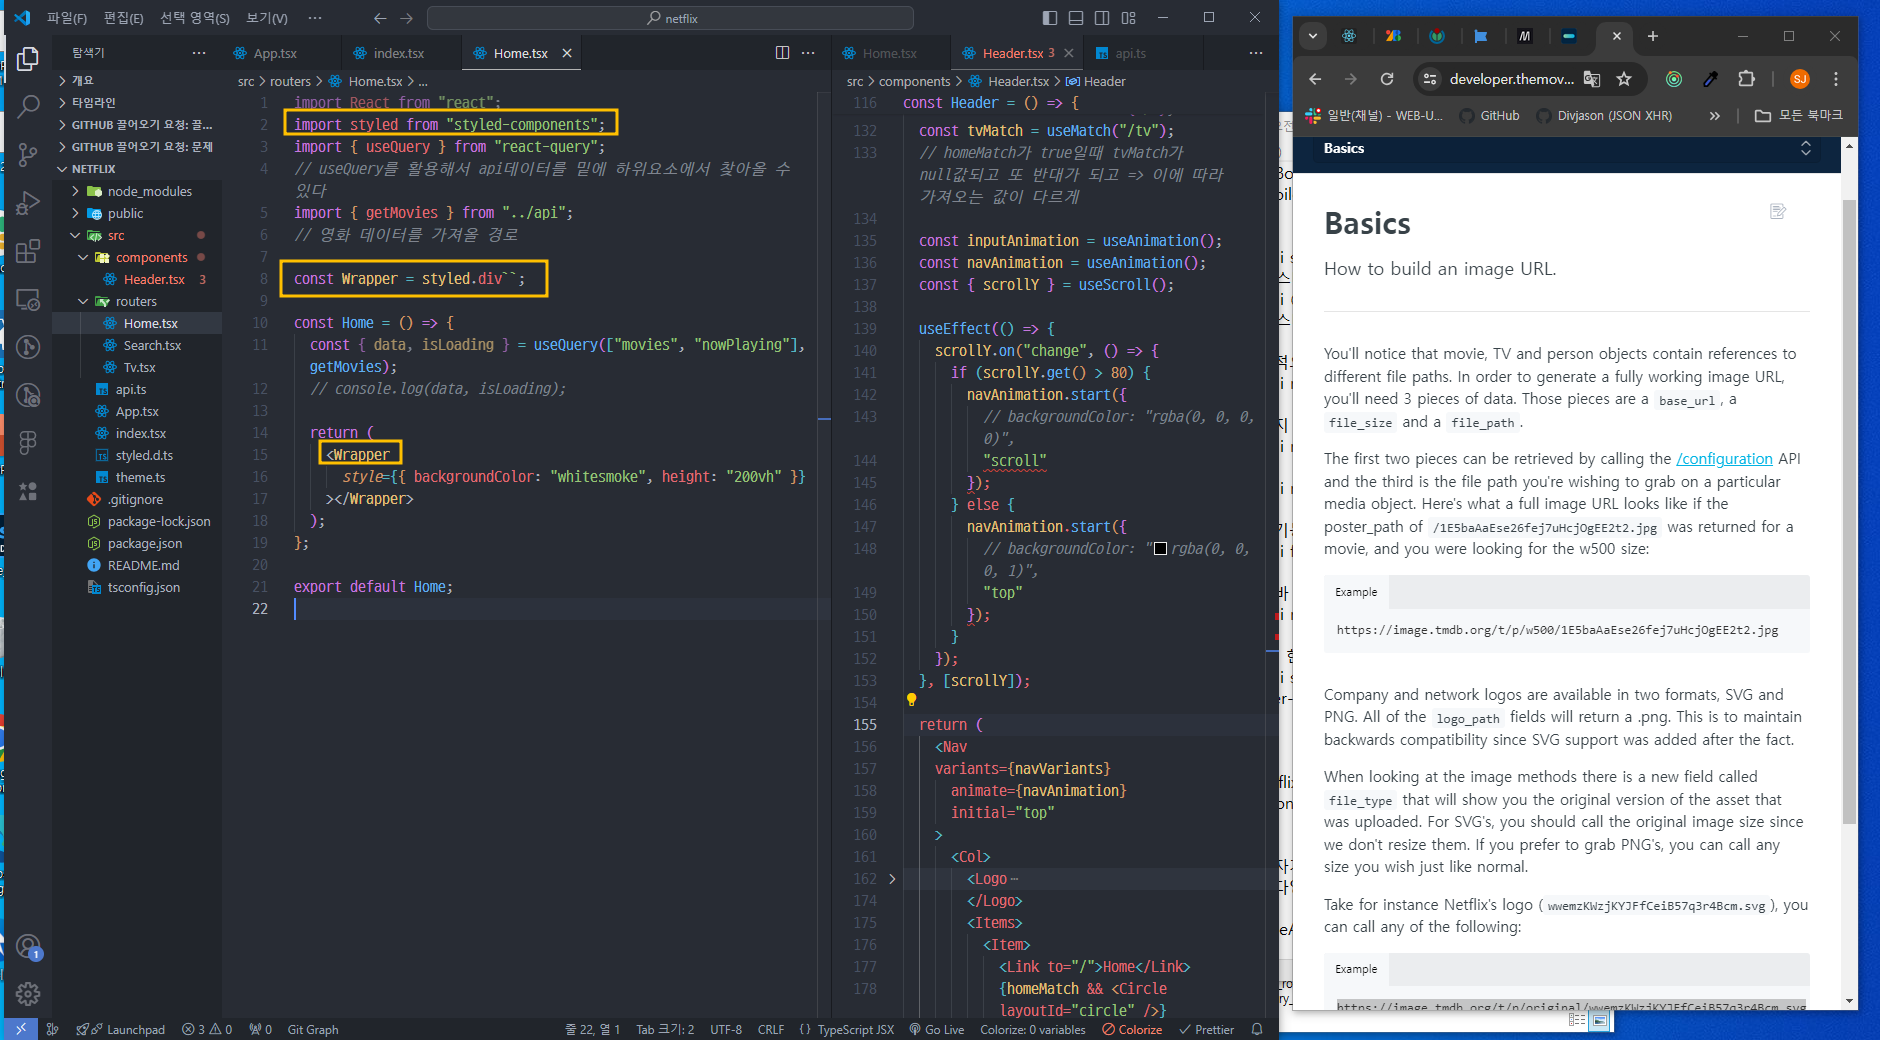 파일(F) 편집(E) 선택 영역(S) 보기(V) ···
netflix
탐색기
개요
타임라인
GITHUB 끌어오기 요청: 끌...
GITHUB 끌어오기 요청: 문제
NETFLIX
node_modules
public
src
components
Header.tsx 3
routers
Home.tsx
Search.tsx
Tv.tsx
api.ts
App.tsx
index.tsx
styled.d.ts
theme.ts
.gitignore
package-lock.json
package.json
README.md
tsconfig.json
App.tsx index.tsx Home.tsx
src > routers > Home.tsx > ...
1 import React from "react";
2 import styled from "styled-components";
3 import { useQuery } from "react-query";
4 // useQuery를 활용해서 api데이터를 밑에 하위요소에서 찾아올 수
있다
5 import { getMovies } from "../api";
6 // 영화 데이터를 가져올 경로
7
8 const Wrapper = styled.div``;
9
10 const Home = () => {
11 const { data, isLoading } = useQuery(["movies", "nowPlaying"],
getMovies);
12 // console.log(data, isLoading);
13
14 return (
15 <Wrapper
16 style={{ backgroundColor: "whitesmoke", height: "200vh" }}
17 ></Wrapper>
18 );
19 };
20
21 export default Home;
22
Home.tsx Header.tsx 3 api.ts
src > components > Header.tsx > Header
116 const Header = () => {
132 const tvMatch = useMatch("/tv");
133 // homeMatch가 true일때 tvMatch가
null값되고 또 반대가 되고 => 이에 따라
가져오는 값이 다르게
134
135 const inputAnimation = useAnimation();
136 const navAnimation = useAnimation();
137 const { scrollY } = useScroll();
138
139 useEffect(() => {
140 scrollY.on("change", () => {
141 if (scrollY.get() > 80) {
142 navAnimation.start({
143 // backgroundColor: "rgba(0, 0, 0,
0)",
144 "scroll"
145 });
146 } else {
147 navAnimation.start({
148 // backgroundColor: "rgba(0, 0,
0, 1)",
149 "top"
150 });
151 }
152 });
153 }, [scrollY]);
154
155 return (
156 <Nav
157 variants={navVariants}
158 animate={navAnimation}
159 initial="top"
160 >
161 <Col>
162 <Logo ···
174 </Logo>
175 <Items>
176 <Item>
177 <Link to="/">Home</Link>
178 {homeMatch && <Circle
layoutId="circle" />}
1
Launchpad 3 0 0 Git Graph 줄 22, 열 1 Tab 크기: 2 UTF-8 CRLF {} TypeScript JSX Go Live Colorize: 0 variables Colorize Prettier
developer.themov... SJ
일반(채널) - WEB-U... GitHub Divjason (JSON XHR) » 모든 북마크
Basics
Basics
How to build an image URL.
You'll notice that movie, TV and person objects contain references to
different file paths. In order to generate a fully working image URL,
you'll need 3 pieces of data. Those pieces are a base_url, a
file_size and a file_path.
The first two pieces can be retrieved by calling the /configuration API
and the third is the file path you're wishing to grab on a particular
media object. Here's what a full image URL looks like if the
poster_path of /1E5baAaEse26fej7uHcjOgEE2t2.jpg was returned for a
movie, and you were looking for the w500 size:
Example
https://image.tmdb.org/t/p/w500/1E5baAaEse26fej7uHcjOgEE2t2.jpg
Company and network logos are available in two formats, SVG and
PNG. All of the logo_path fields will return a .png. This is to maintain
backwards compatibility since SVG support was added after the fact.
When looking at the image methods there is a new field called
file_type that will show you the original version of the asset that
was uploaded. For SVG's, you should call the original image size since
we don't resize them. If you prefer to grab PNG's, you can call any
size you wish just like normal.
Take for instance Netflix's logo ( wwemzKWzjKYJFfCeiB57q3r4Bcm.svg ), you
can call any of the following:
Example
https://image.tmdb.org/t/p/original/wwemzKWzjKYJFfCeiB57q3r4Bcm.svg